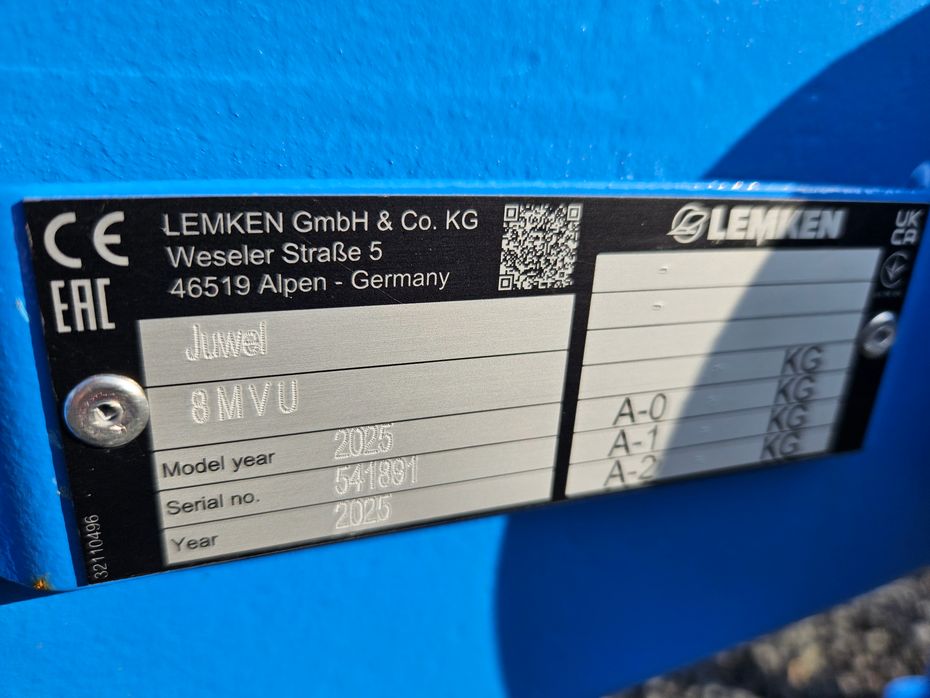 CE
EAC
LEMKEN GmbH & Co. KG
Weseler Straße 5
46519 Alpen - Germany
Juwel
8 M V U
Model year 2025
Serial no. 541891
Year 2025
32110496
LEMKEN
UK
CA
-
-
KG
KG
A-0 KG
A-1 KG
A-2